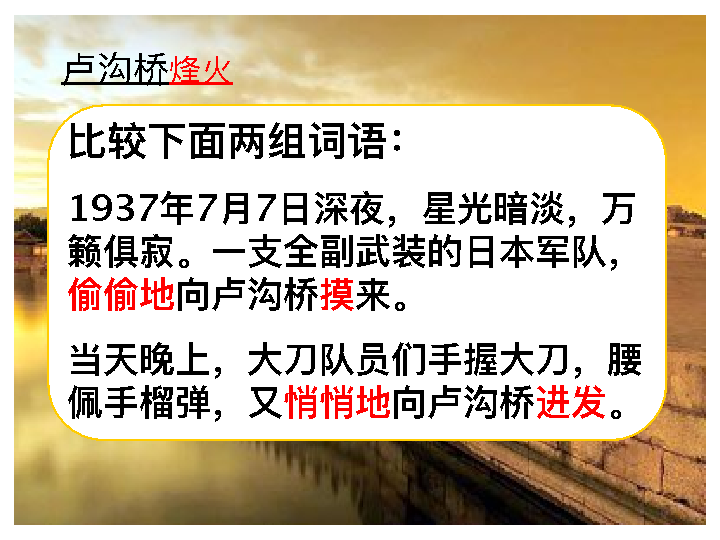 卢沟桥烽火
比较下面两组词语：
1937年7月7日深夜，星光暗淡，万
籁俱寂。一支全副武装的日本军队，
偷偷地向卢沟桥摸来。
当天晚上，大刀队员们手握大刀，腰
佩手榴弹，又悄悄地向卢沟桥进发。